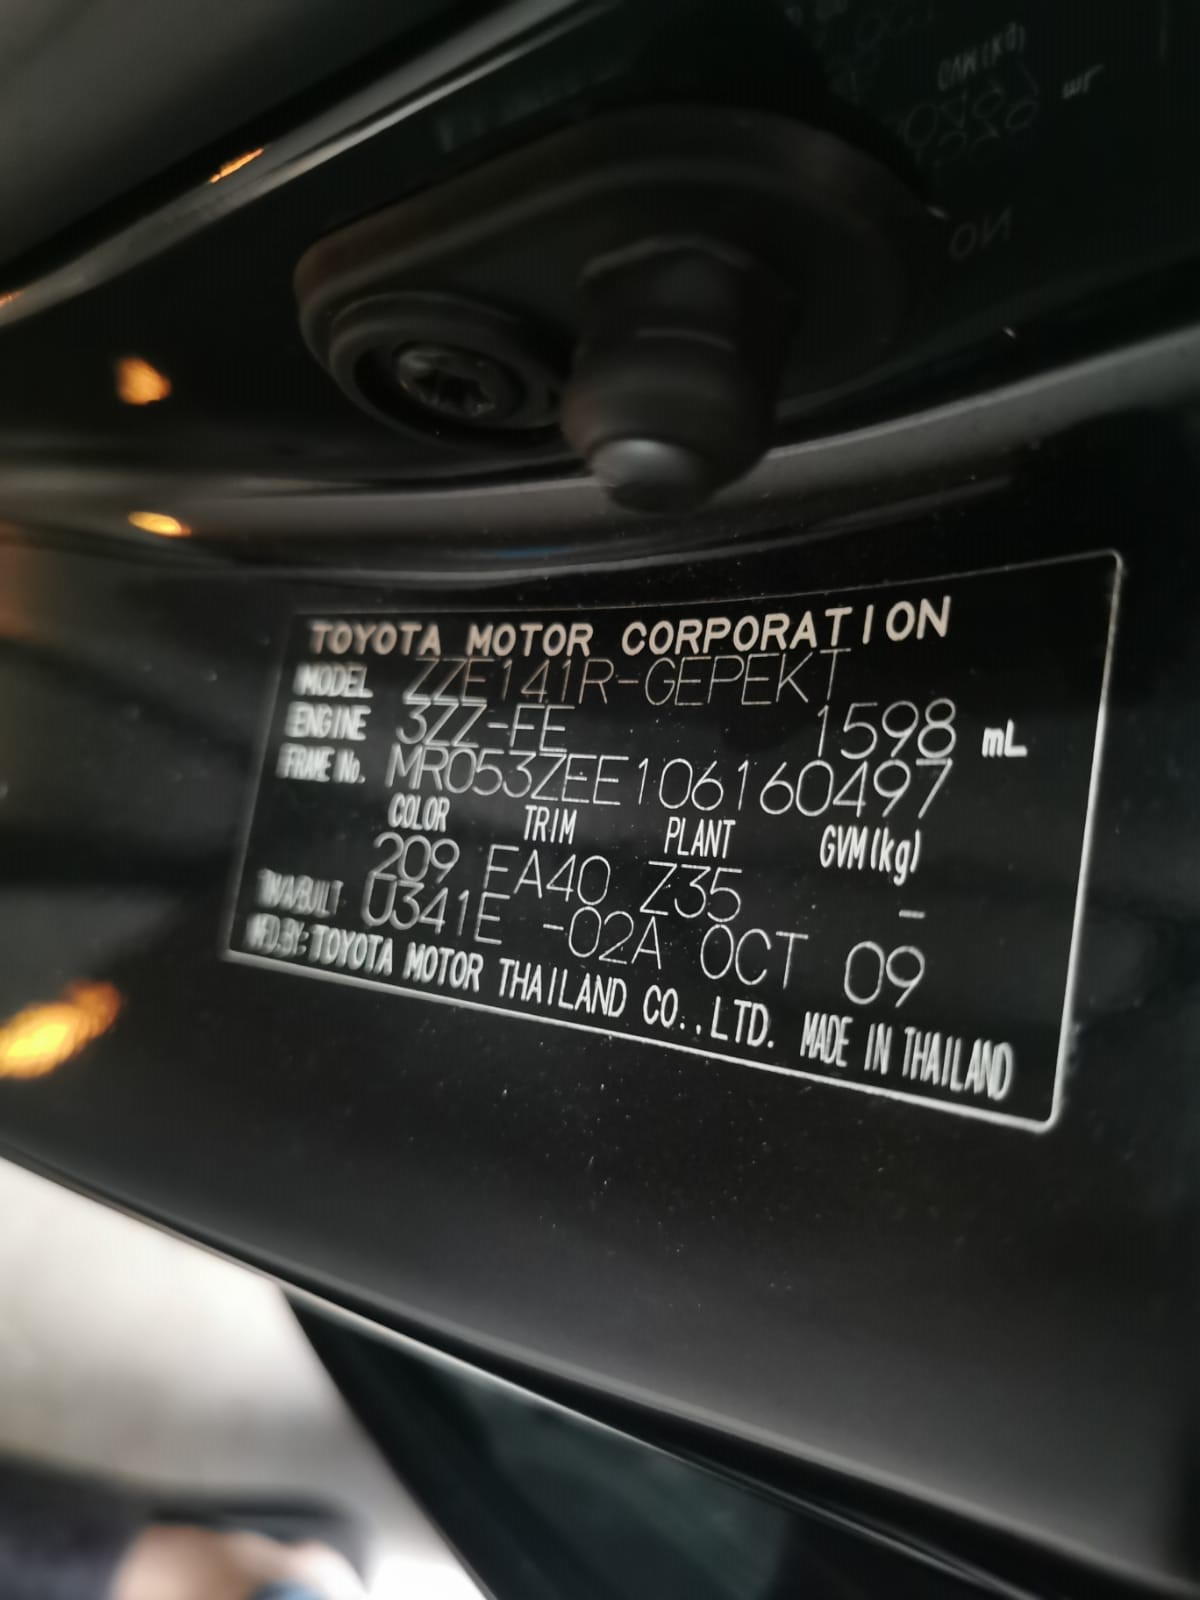 TOYOTA MOTOR CORPORATION
MODEL ZZE141R-GEPEKT
ENGINE 3ZZ-FE 1598 mL
FRAME No. MR053ZEE106160497
COLOR TRIM PLANT GVM(kg)
209 FA40 Z35 -
TM/A/BUILT U341E -02A OCT 09
MFD.BY:TOYOTA MOTOR THAILAND CO.,LTD. MADE IN THAILAND